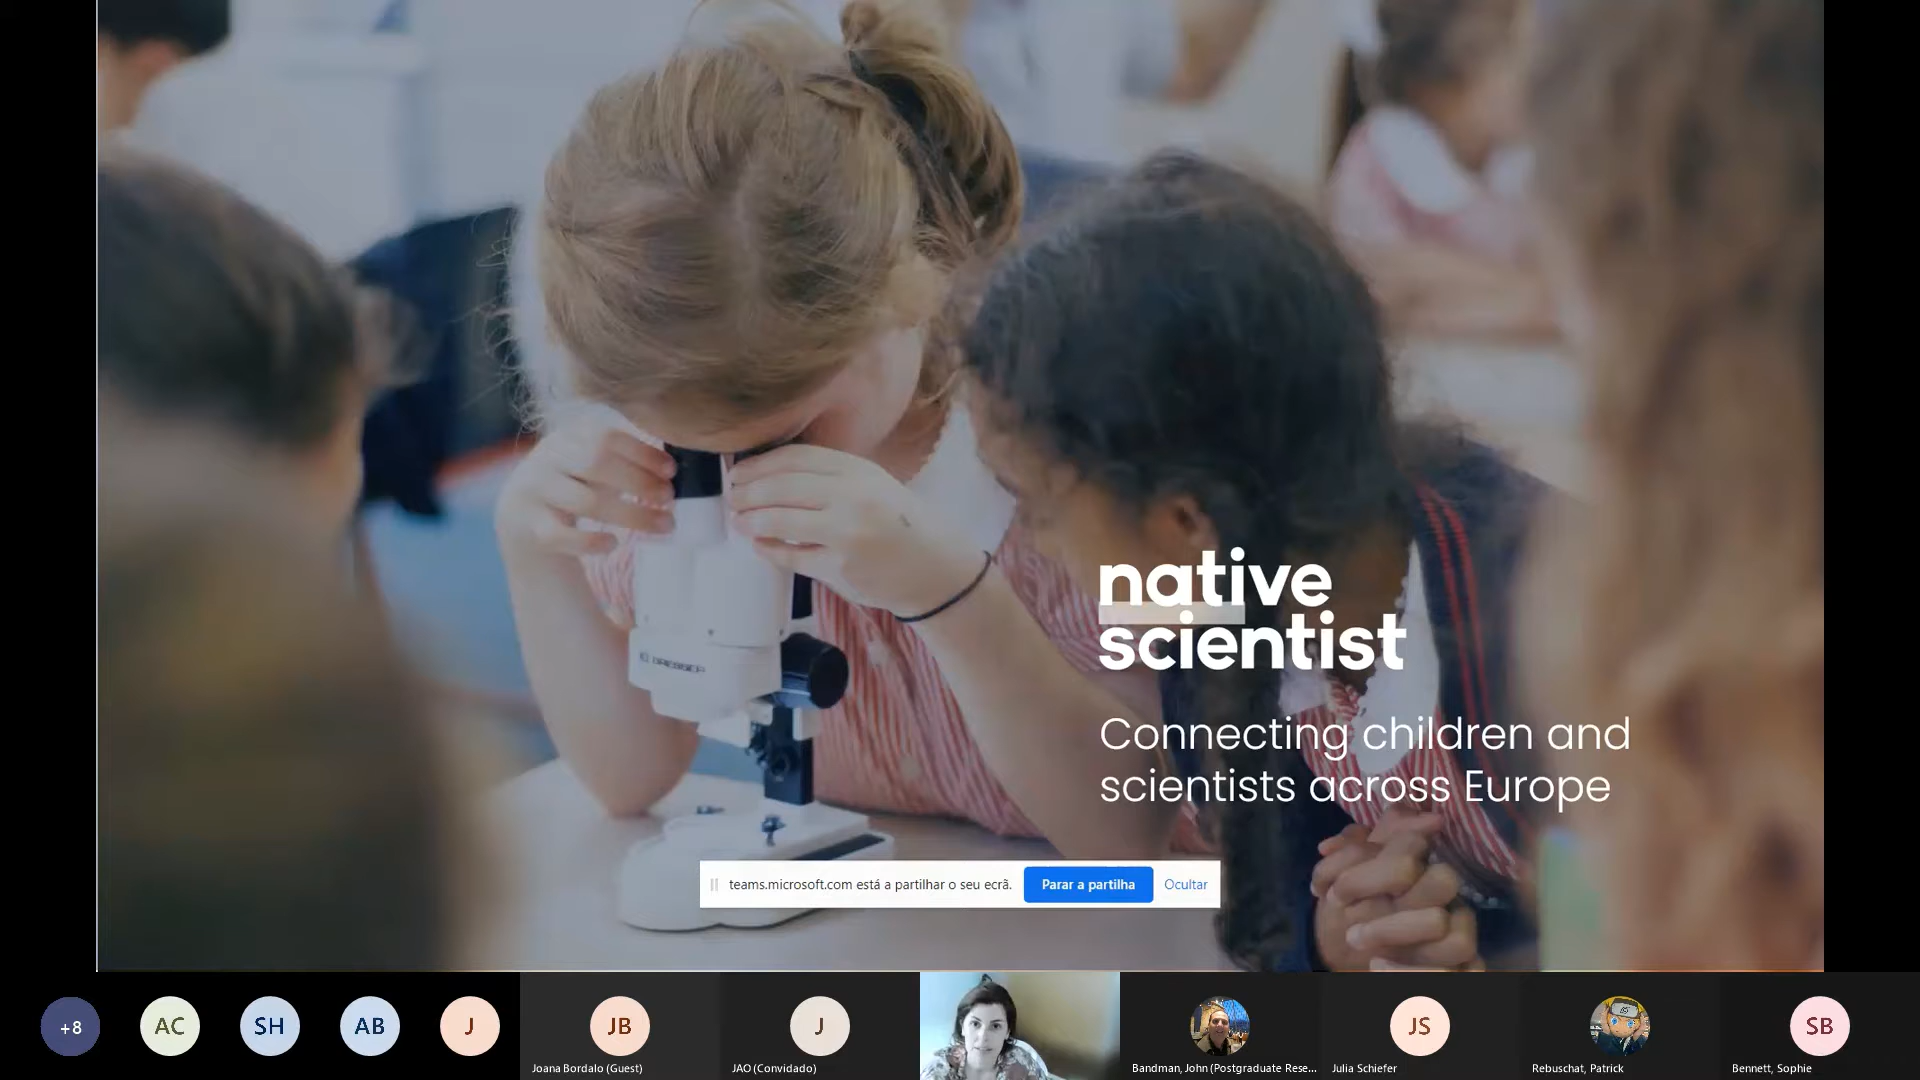 BRESSER
native
scientist
Connecting children and
scientists across Europe
teams.microsoft.com está a partilhar o seu ecrã. Parar a partilha Ocultar
+8 AC SH AB J JB J JS SB
Joana Bordalo (Guest) JAO (Convidado) Bandman, John (Postgraduate Rese... Julia Schiefer Rebuschat, Patrick Bennett, Sophie